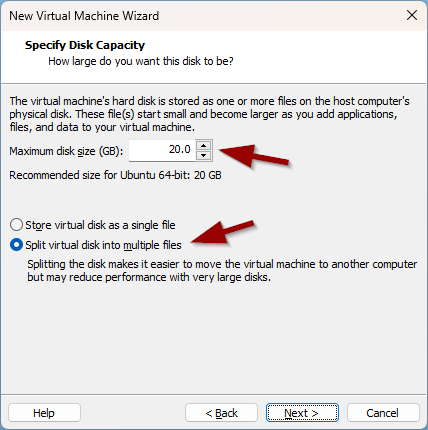 New Virtual Machine Wizard
Specify Disk Capacity
How large do you want this disk to be?
The virtual machine's hard disk is stored as one or more files on the host computer's
physical disk. These file(s) start small and become larger as you add applications,
files, and data to your virtual machine.
Maximum disk size (GB): 20.0
Recommended size for Ubuntu 64-bit: 20 GB
Store virtual disk as a single file
Split virtual disk into multiple files
Splitting the disk makes it easier to move the virtual machine to another computer
but may reduce performance with very large disks.
Help < Back Next > Cancel